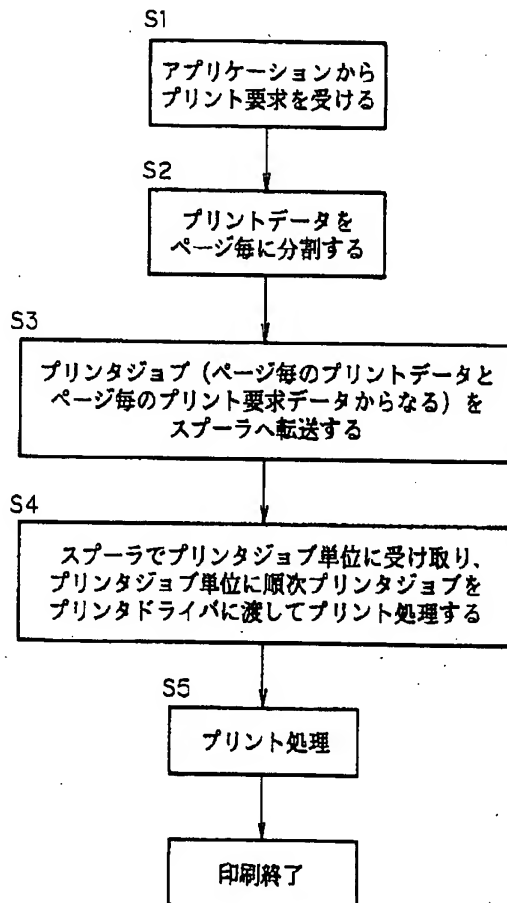 S1
アプリケーションから
プリント要求を受ける
S2
プリントデータを
ページ毎に分割する
S3
プリンタジョブ（ページ毎のプリントデータと
ページ毎のプリント要求データからなる）を
スプーラへ転送する
S4
スプーラでプリンタジョブ単位に受け取り、
プリンタジョブ単位に順次プリンタジョブを
プリンタドライバに渡してプリント処理する
S5
プリント処理
印刷終了